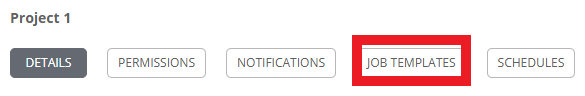 Project 1
DETAILS PERMISSIONS NOTIFICATIONS JOB TEMPLATES SCHEDULES